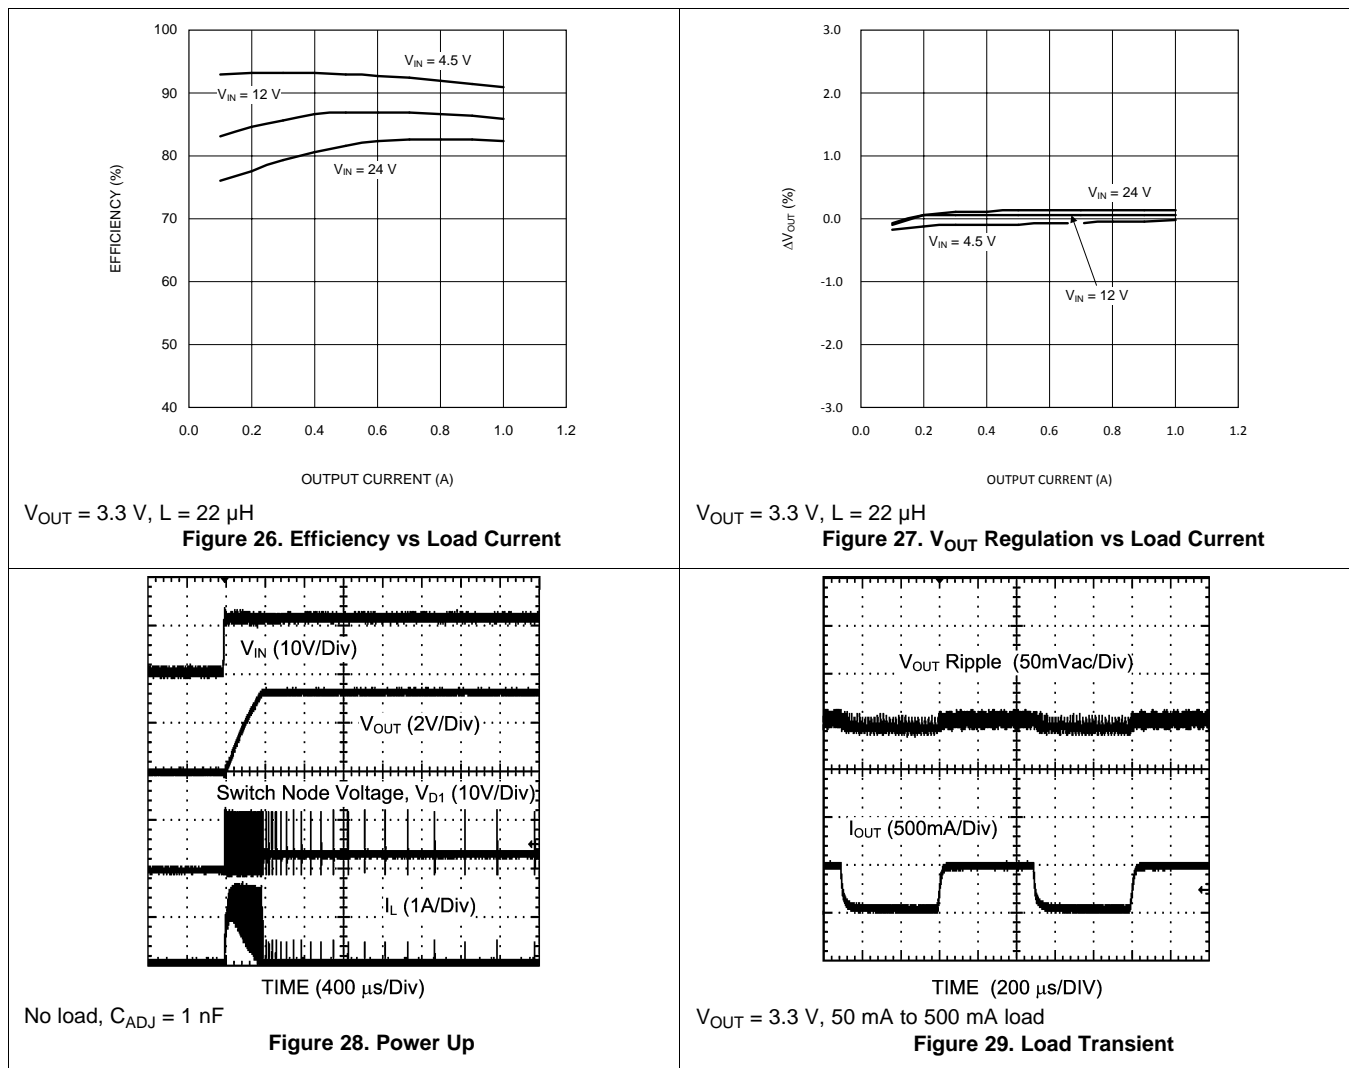 100
90
80
70
60
50
40
EFFICIENCY (%)
V_IN = 4.5 V
V_IN = 12 V
V_IN = 24 V
0.0 0.2 0.4 0.6 0.8 1.0 1.2
OUTPUT CURRENT (A)
V_OUT = 3.3 V, L = 22 µH
Figure 26. Efficiency vs Load Current
3.0
2.0
1.0
0.0
-1.0
-2.0
-3.0
ΔV_OUT (%)
V_IN = 24 V
V_IN = 4.5 V
V_IN = 12 V
0.0 0.2 0.4 0.6 0.8 1.0 1.2
OUTPUT CURRENT (A)
V_OUT = 3.3 V, L = 22 µH
Figure 27. V_OUT Regulation vs Load Current
V_IN (10V/Div)
V_OUT (2V/Div)
Switch Node Voltage, V_D1 (10V/Div)
I_L (1A/Div)
TIME (400 µs/Div)
No load, C_ADJ = 1 nF
Figure 28. Power Up
V_OUT Ripple (50mVac/Div)
I_OUT (500mA/Div)
TIME (200 µs/DIV)
V_OUT = 3.3 V, 50 mA to 500 mA load
Figure 29. Load Transient